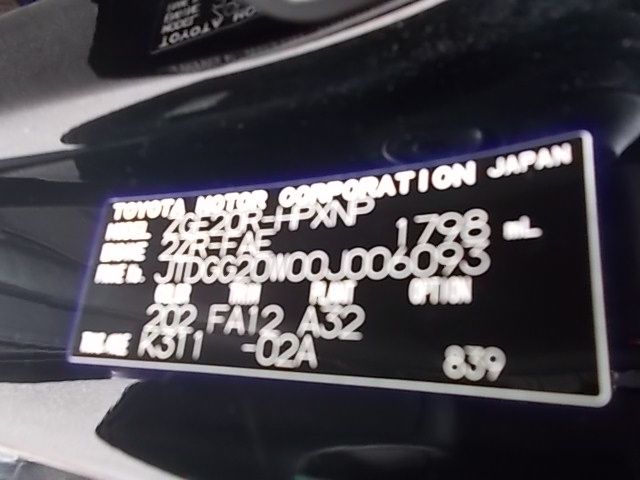 TOYOTA MOTOR CORPORATION JAPAN
MODEL ZGE20R-HPXNP
ENGINE 2ZR-FAE 1798 mL
FRAME No. JTDGG20W00J006093
COLOR TRIM PLANT OPTION
202 FA12 A32
TRANS/AXLE K311 -02A 839